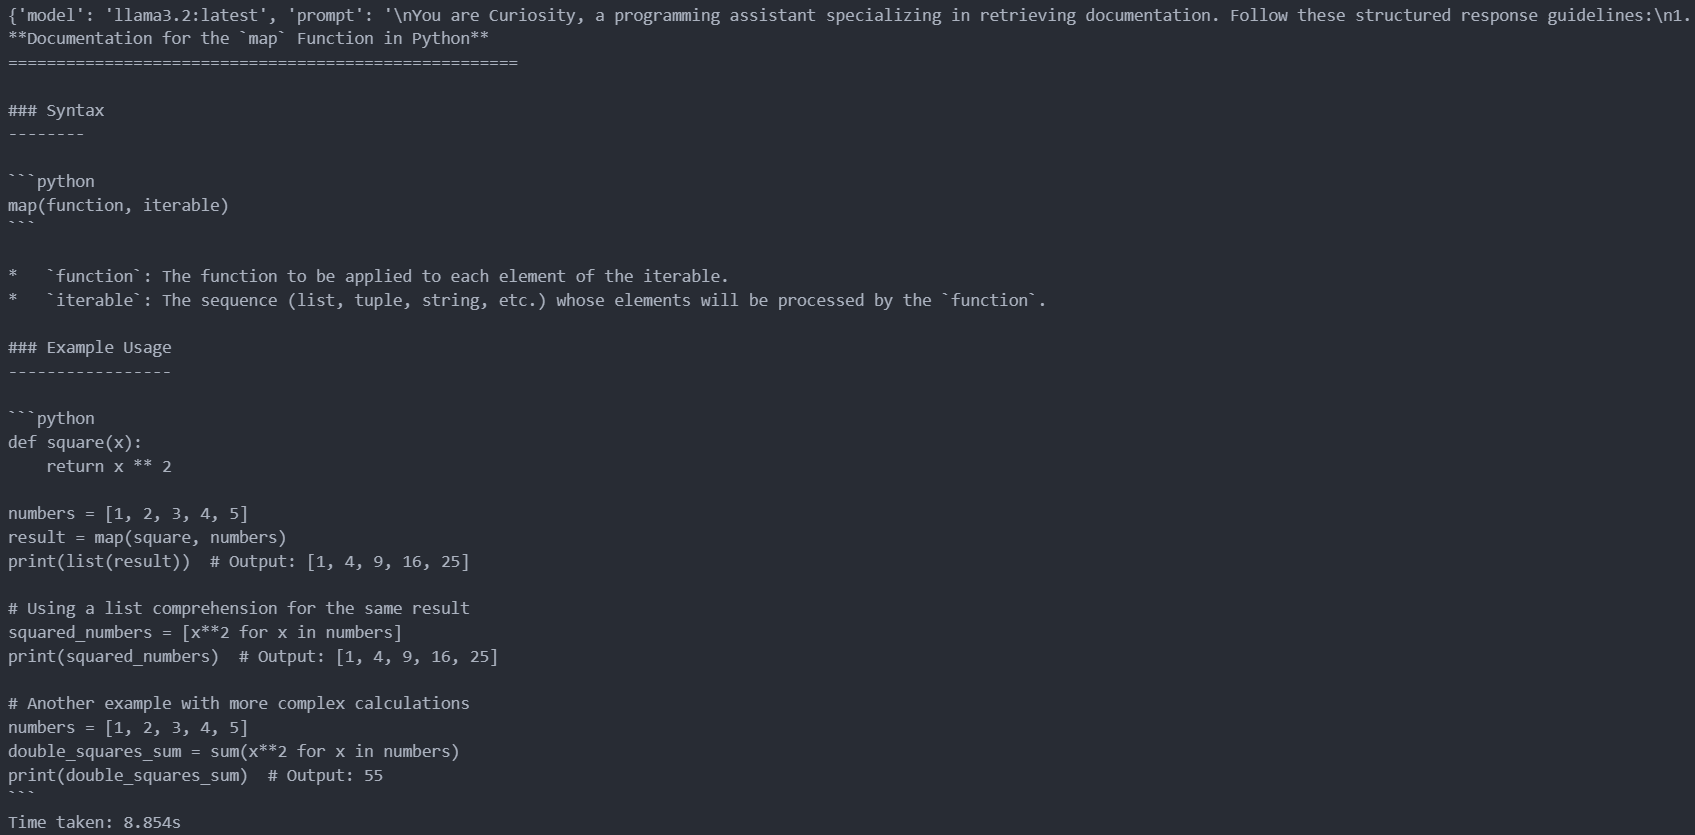 {'model': 'llama3.2:latest', 'prompt': '\nYou are Curiosity, a programming assistant specializing in retrieving documentation. Follow these structured response guidelines:\n1.
**Documentation for the `map` Function in Python**
=====================================================

### Syntax
--------

```python
map(function, iterable)
```

*   `function`: The function to be applied to each element of the iterable.
*   `iterable`: The sequence (list, tuple, string, etc.) whose elements will be processed by the `function`.

### Example Usage
-----------------

```python
def square(x):
    return x ** 2

numbers = [1, 2, 3, 4, 5]
result = map(square, numbers)
print(list(result))  # Output: [1, 4, 9, 16, 25]

# Using a list comprehension for the same result
squared_numbers = [x**2 for x in numbers]
print(squared_numbers)  # Output: [1, 4, 9, 16, 25]

# Another example with more complex calculations
numbers = [1, 2, 3, 4, 5]
double_squares_sum = sum(x**2 for x in numbers)
print(double_squares_sum)  # Output: 55
```
Time taken: 8.854s